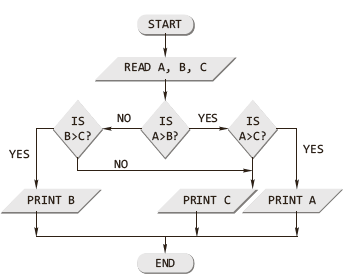 START
READ A, B, C
IS
B>C?
NO
IS
A>B?
YES
IS
A>C?
YES
NO
YES
PRINT B
PRINT C
PRINT A
END